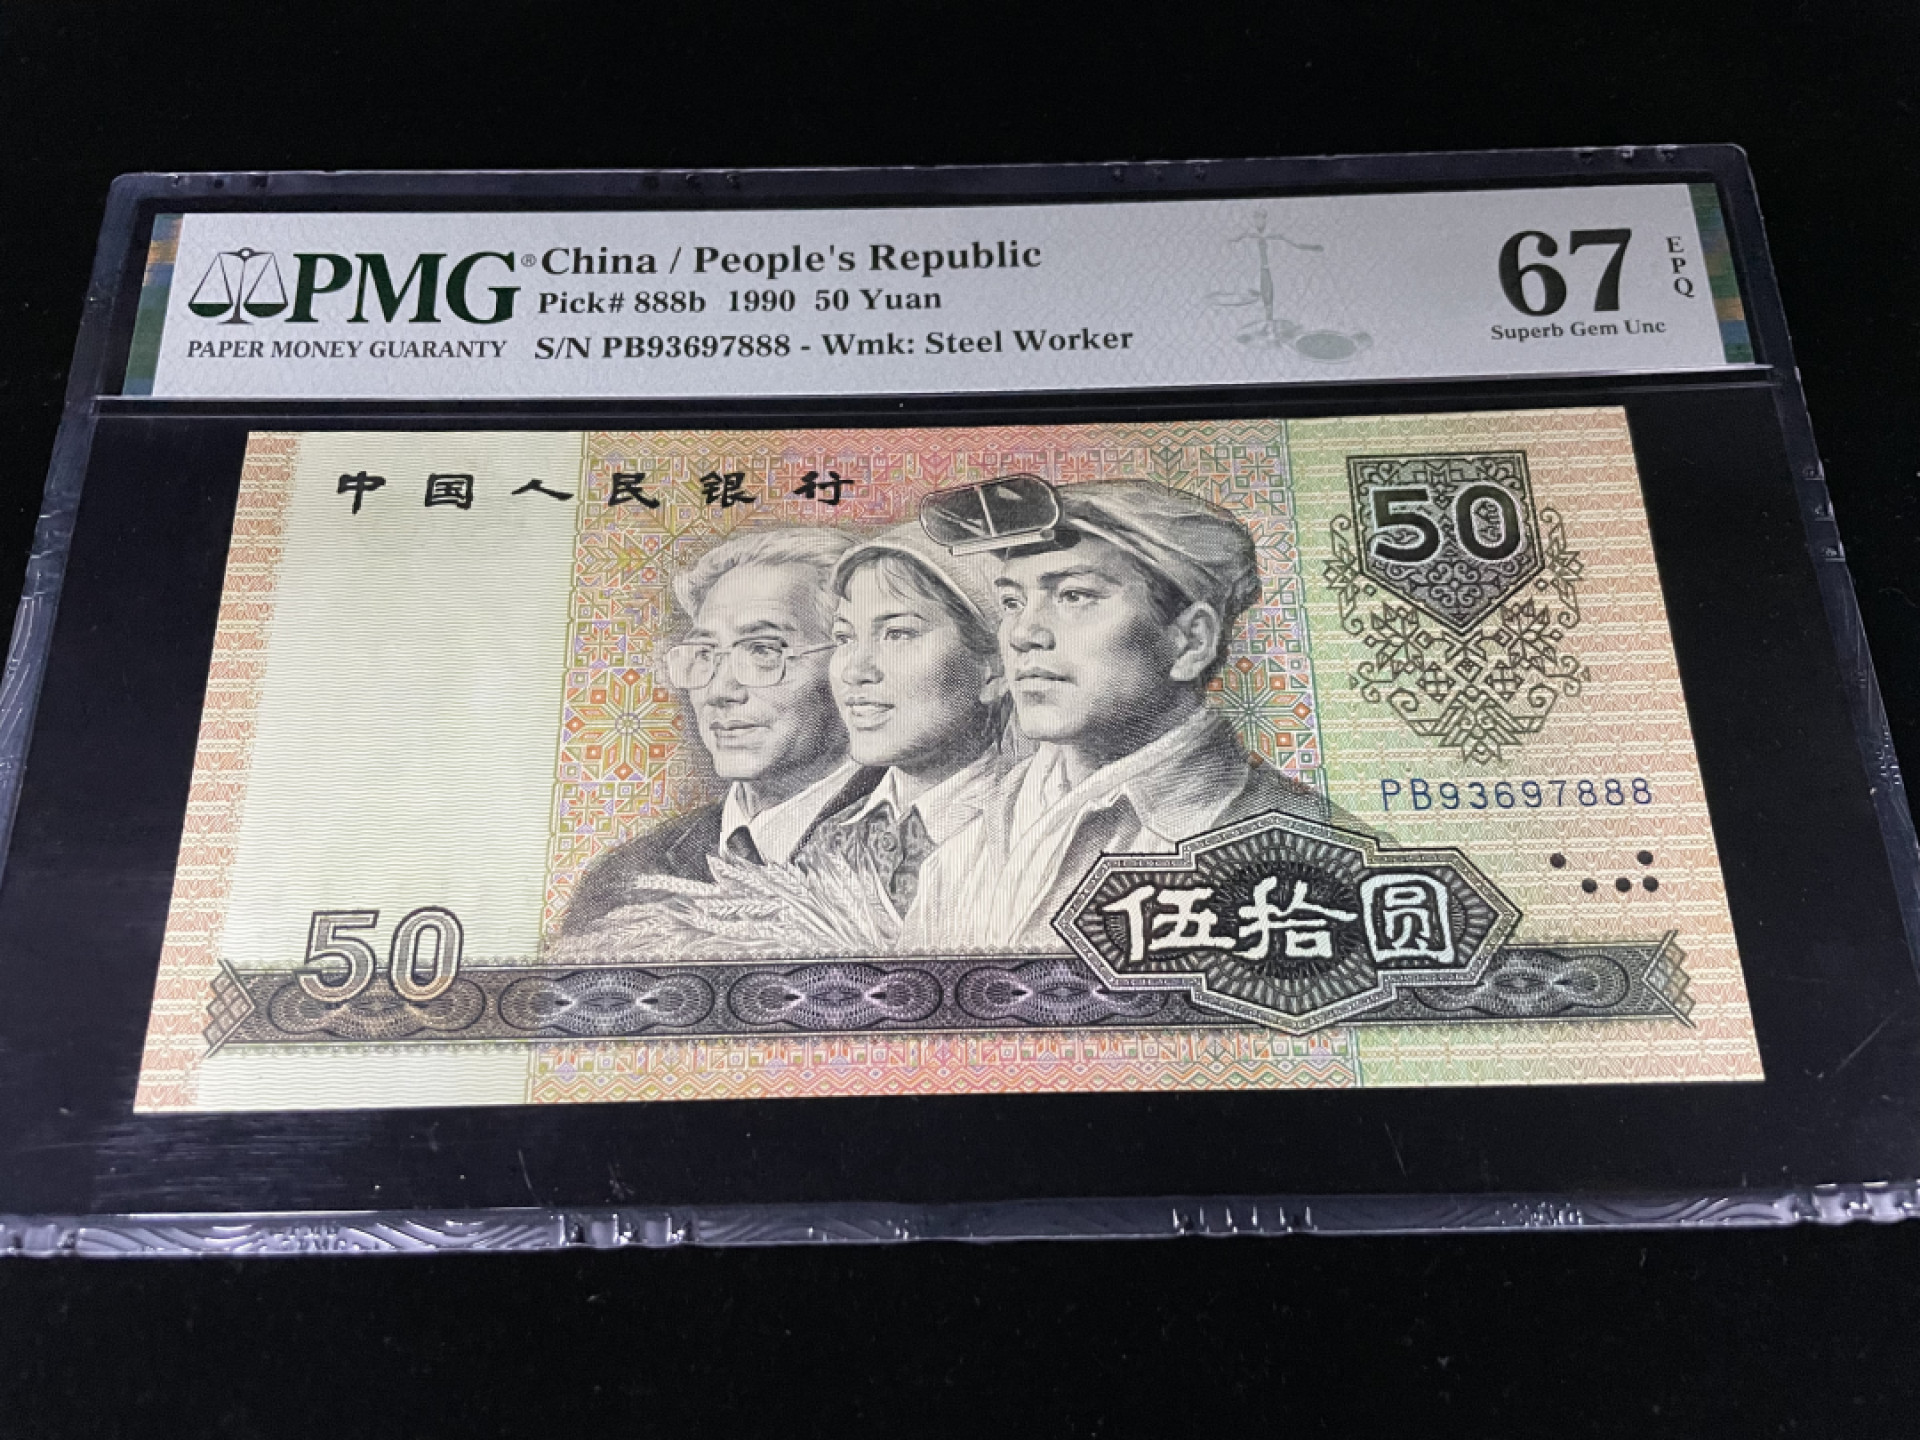 PMG®
PAPER MONEY GUARANTY
China / People's Republic
Pick# 888b 1990 50 Yuan
S/N PB93697888 - Wmk: Steel Worker
67
EPQ
Superb Gem Unc
中国人民银行
50
PB93697888
50
伍拾圆